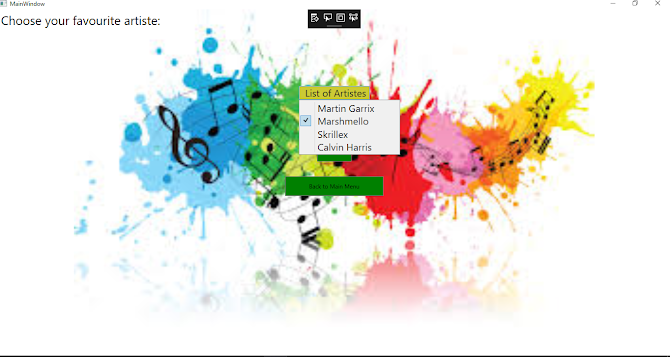 MainWindow
Choose your favourite artiste:
List of Artistes
Martin Garrix
Marshmello
Skrillex
Calvin Harris
Back to Main Menu